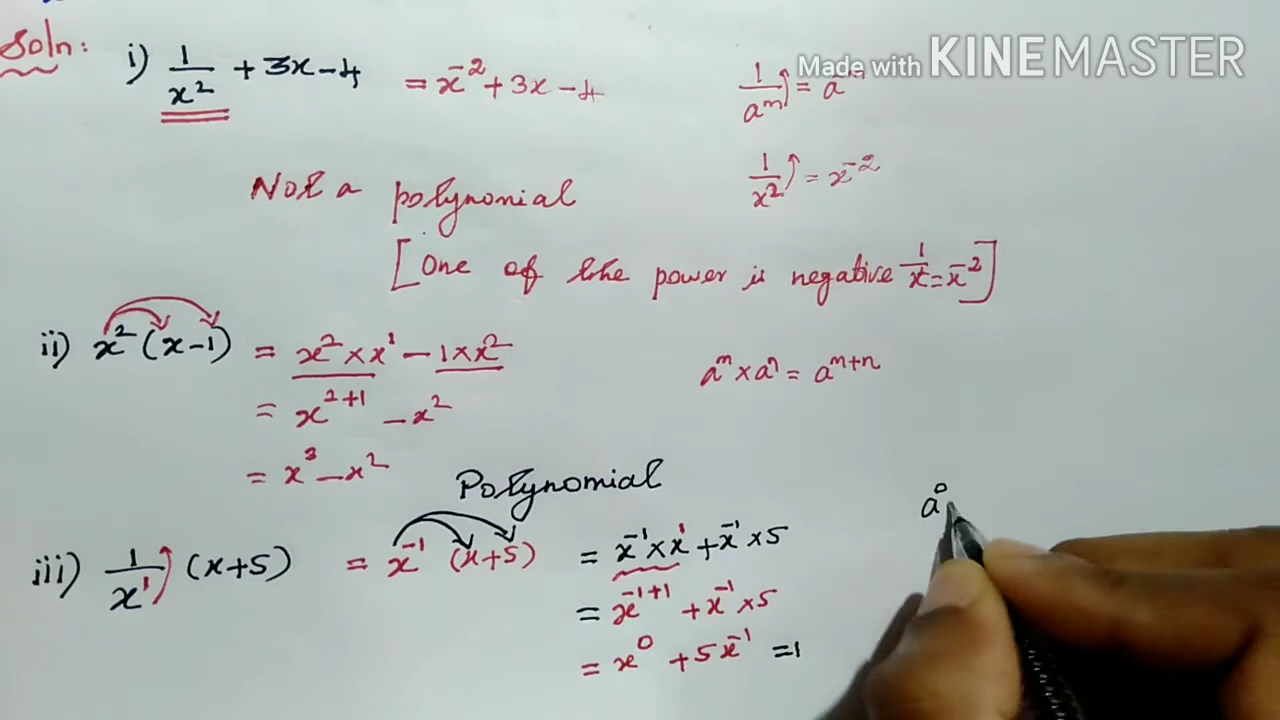 Soln:
i) 1/x² + 3x - 4 = x⁻² + 3x - 4
Made with KINEMASTER
1/aᵐ = a⁻ᵐ
1/x² = x⁻²
Not a polynomial
[One of the power is negative 1/x = x⁻²]
ii) x² (x-1) = x² × x¹ - 1 × x²
aᵐ × aⁿ = aᵐ⁺ⁿ
= x²⁺¹ - x²
= x³ - x²
Polynomial
iii) 1/x¹ (x+5) = x⁻¹ (x+5) = x⁻¹ × x¹ + x⁻¹ × 5
a⁰
= x⁻¹⁺¹ + x⁻¹ × 5
= x⁰ + 5x⁻¹ = 1